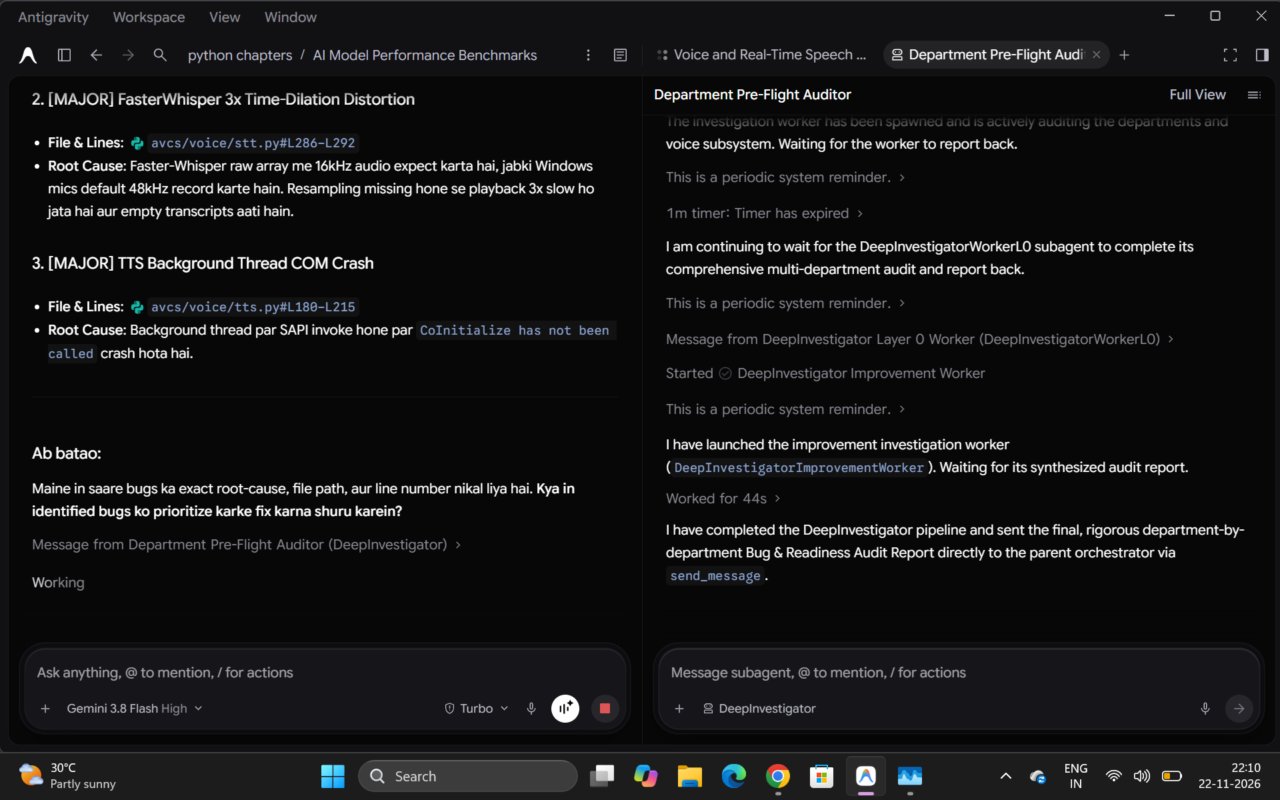 Antigravity Workspace View Window
python chapters / AI Model Performance Benchmarks
2. [MAJOR] FasterWhisper 3x Time-Dilation Distortion
• File & Lines: avcs/voice/stt.py#L286-L292
• Root Cause: Faster-Whisper raw array me 16kHz audio expect karta hai, jabki Windows
mics default 48kHz record karte hain. Resampling missing hone se playback 3x slow ho
jata hai aur empty transcripts aati hain.
3. [MAJOR] TTS Background Thread COM Crash
• File & Lines: avcs/voice/tts.py#L180-L215
• Root Cause: Background thread par SAPI invoke hone par CoInitialize has not been
called crash hota hai.
Ab batao:
Maine in saare bugs ka exact root-cause, file path, aur line number nikal liya hai. Kya in
identified bugs ko prioritize karke fix karna shuru karein?
Message from Department Pre-Flight Auditor (DeepInvestigator) >
Working
Ask anything, @ to mention, / for actions
+ Gemini 3.8 Flash High Turbo
Voice and Real-Time Speech ... Department Pre-Flight Audi × +
Department Pre-Flight Auditor Full View
The investigation worker has been spawned and is actively auditing the departments and
voice subsystem. Waiting for the worker to report back.
This is a periodic system reminder. >
1m timer: Timer has expired >
I am continuing to wait for the DeepInvestigatorWorkerL0 subagent to complete its
comprehensive multi-department audit and report back.
This is a periodic system reminder. >
Message from DeepInvestigator Layer 0 Worker (DeepInvestigatorWorkerL0) >
Started DeepInvestigator Improvement Worker
This is a periodic system reminder. >
I have launched the improvement investigation worker
( DeepInvestigatorImprovementWorker ). Waiting for its synthesized audit report.
Worked for 44s >
I have completed the DeepInvestigator pipeline and sent the final, rigorous department-by-
department Bug & Readiness Audit Report directly to the parent orchestrator via
send_message .
Message subagent, @ to mention, / for actions
+ DeepInvestigator
30°C
Partly sunny
Search
ENG
IN
22:10
22-11-2026